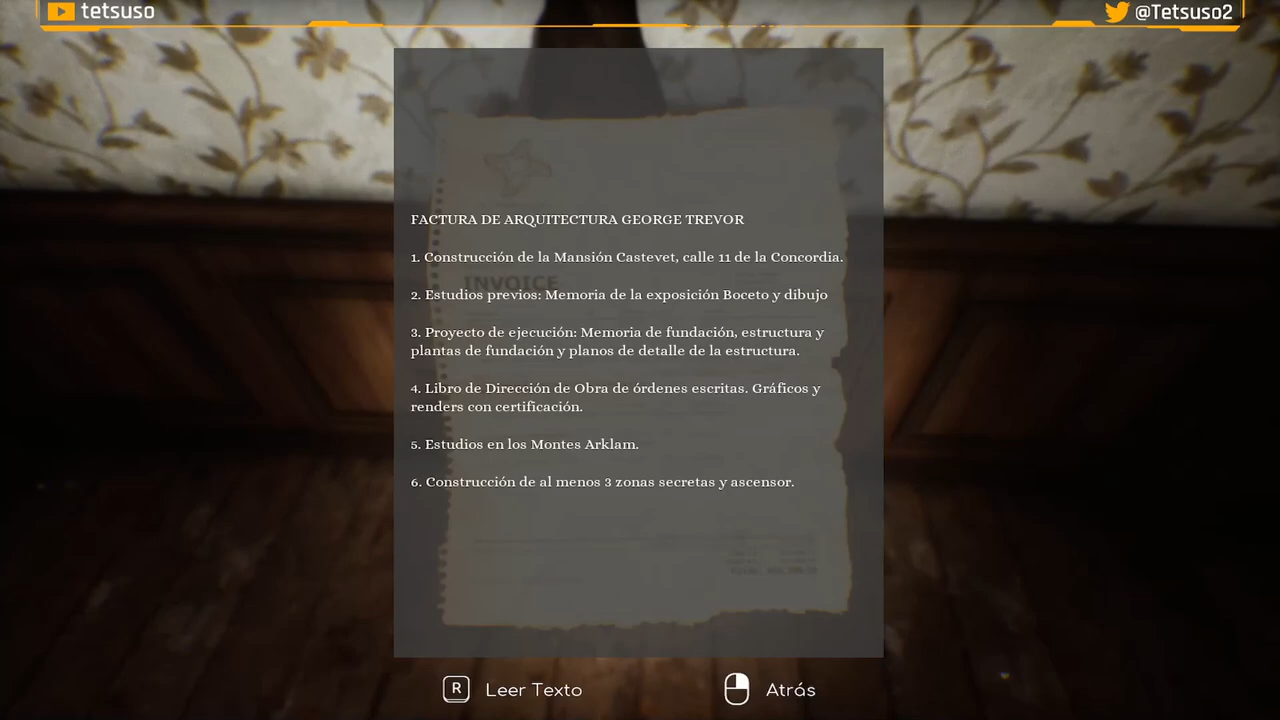 tetsuso
@Tetsuso2
FACTURA DE ARQUITECTURA GEORGE TREVOR
1. Construcción de la Mansión Castevet, calle 11 de la Concordia.
INVOICE
2. Estudios previos: Memoria de la exposición Boceto y dibujo
3. Proyecto de ejecución: Memoria de fundación, estructura y
plantas de fundación y planos de detalle de la estructura.
4. Libro de Dirección de Obra de órdenes escritas. Gráficos y
renders con certificación.
5. Estudios en los Montes Arklam.
6. Construcción de al menos 3 zonas secretas y ascensor.
R Leer Texto
Atrás